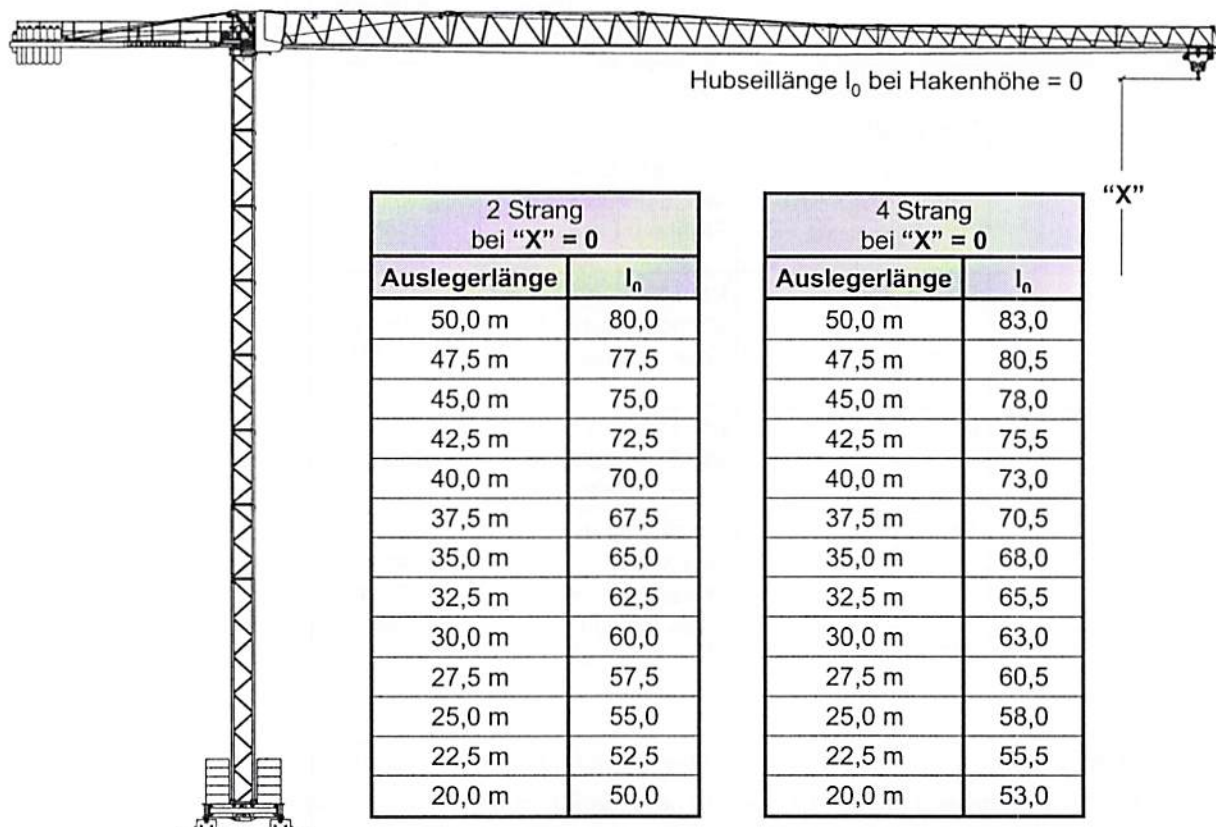 Hubseillänge l₀ bei Hakenhöhe = 0
"X"
2 Strang
bei "X" = 0
Auslegerlänge l₀
50,0 m 80,0
47,5 m 77,5
45,0 m 75,0
42,5 m 72,5
40,0 m 70,0
37,5 m 67,5
35,0 m 65,0
32,5 m 62,5
30,0 m 60,0
27,5 m 57,5
25,0 m 55,0
22,5 m 52,5
20,0 m 50,0
4 Strang
bei "X" = 0
Auslegerlänge l₀
50,0 m 83,0
47,5 m 80,5
45,0 m 78,0
42,5 m 75,5
40,0 m 73,0
37,5 m 70,5
35,0 m 68,0
32,5 m 65,5
30,0 m 63,0
27,5 m 60,5
25,0 m 58,0
22,5 m 55,5
20,0 m 53,0